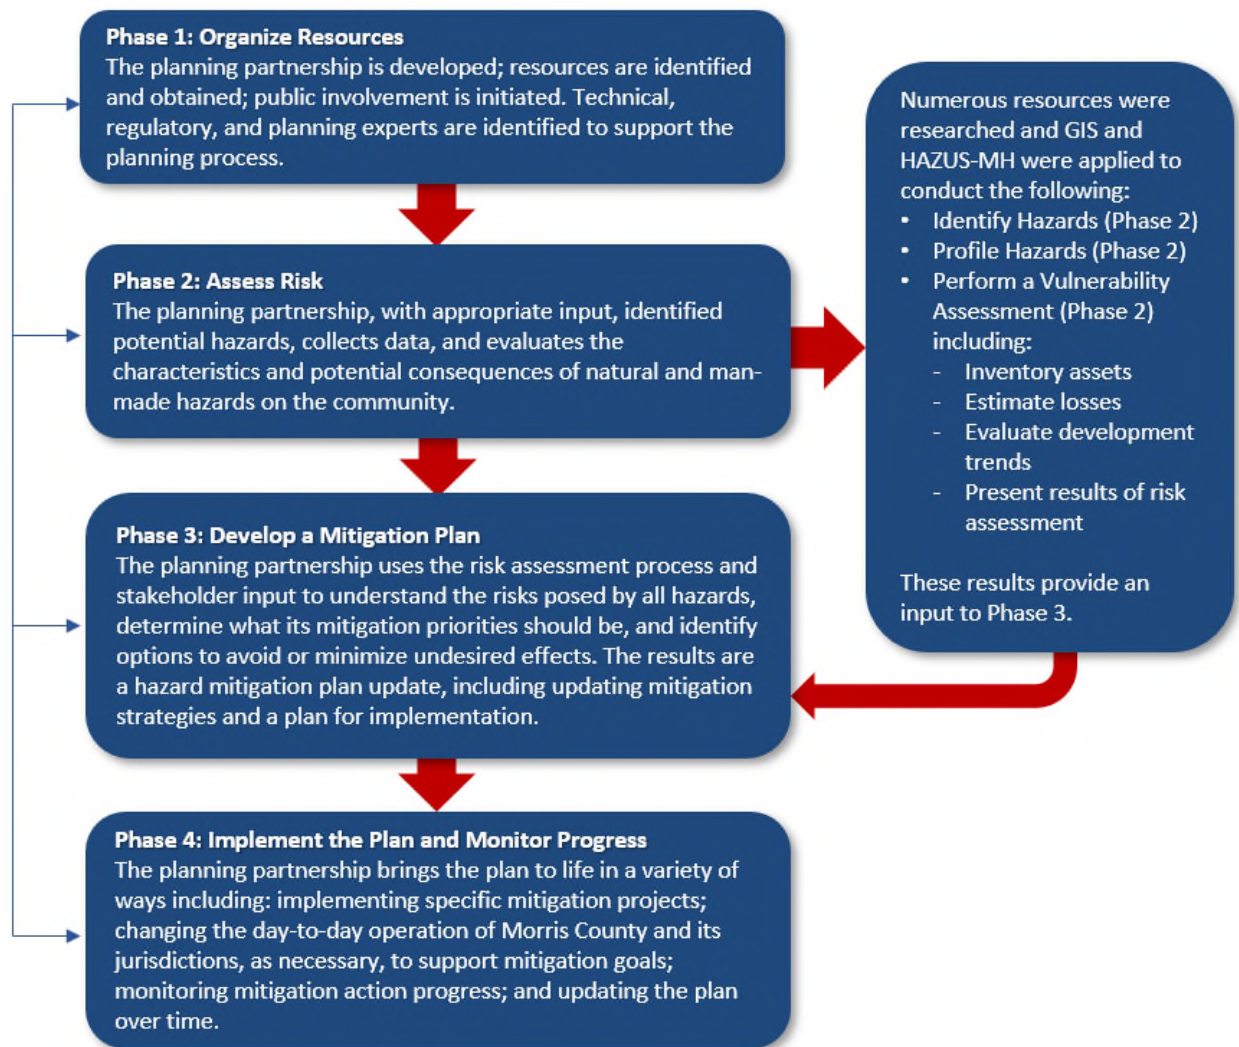 Phase 1: Organize Resources
The planning partnership is developed; resources are identified
and obtained; public involvement is initiated. Technical,
regulatory, and planning experts are identified to support the
planning process.
Phase 2: Assess Risk
The planning partnership, with appropriate input, identified
potential hazards, collects data, and evaluates the
characteristics and potential consequences of natural and man-
made hazards on the community.
Numerous resources were
researched and GIS and
HAZUS-MH were applied to
conduct the following:
• Identify Hazards (Phase 2)
• Profile Hazards (Phase 2)
• Perform a Vulnerability
Assessment (Phase 2)
including:
- Inventory assets
- Estimate losses
- Evaluate development
trends
- Present results of risk
assessment
These results provide an
input to Phase 3.
Phase 3: Develop a Mitigation Plan
The planning partnership uses the risk assessment process and
stakeholder input to understand the risks posed by all hazards,
determine what its mitigation priorities should be, and identify
options to avoid or minimize undesired effects. The results are
a hazard mitigation plan update, including updating mitigation
strategies and a plan for implementation.
Phase 4: Implement the Plan and Monitor Progress
The planning partnership brings the plan to life in a variety of
ways including: implementing specific mitigation projects;
changing the day-to-day operation of Morris County and its
jurisdictions, as necessary, to support mitigation goals;
monitoring mitigation action progress; and updating the plan
over time.